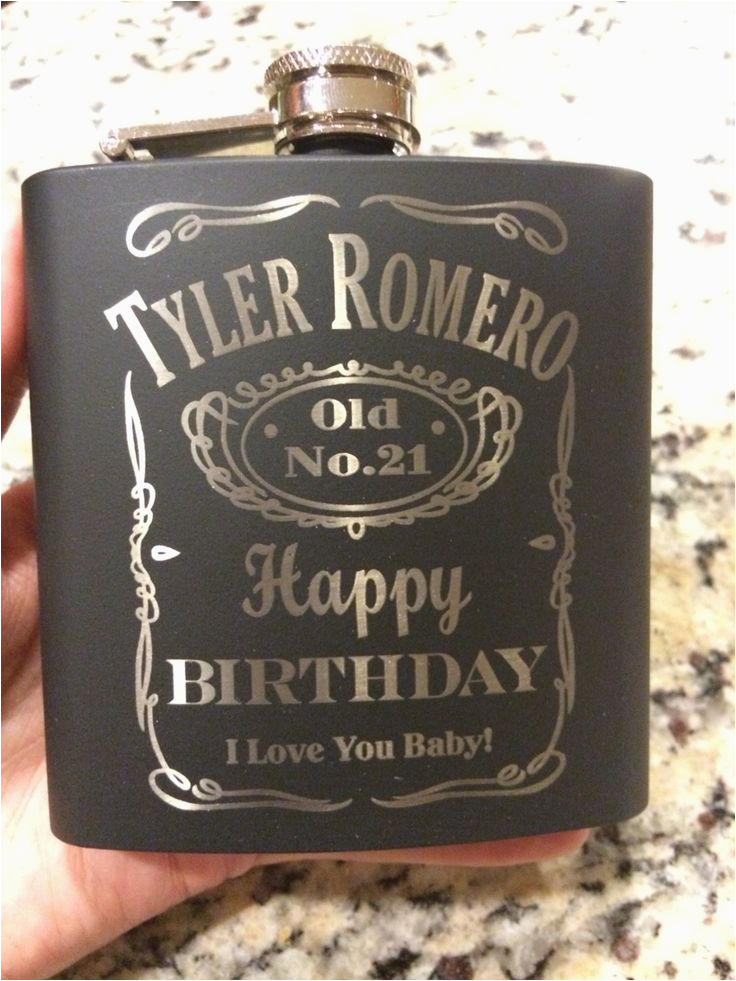 TYLER ROMERO
Old
No.21
Happy
BIRTHDAY
I Love You Baby!